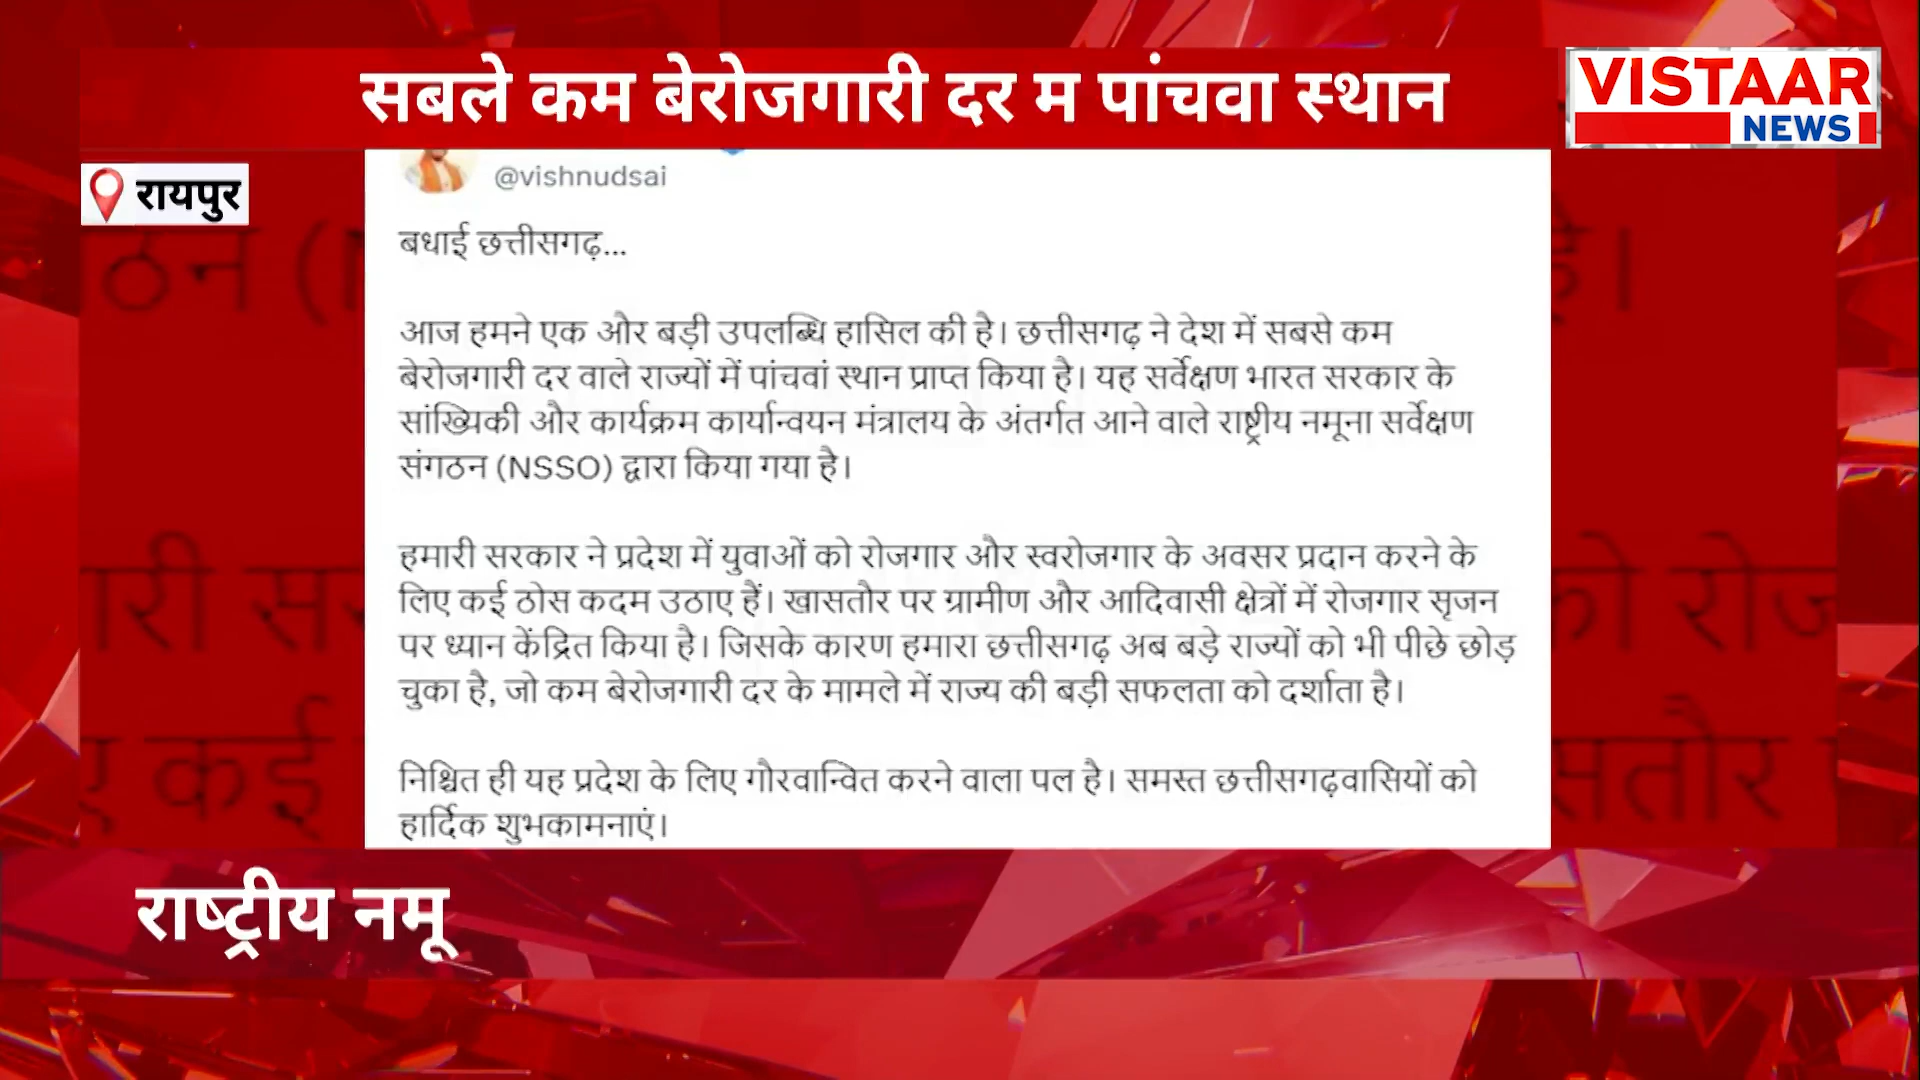 सबले कम बेरोजगारी दर म पांचवा स्थान
VISTAAR
NEWS
रायपुर
@vishnudsai
बधाई छत्तीसगढ़...
आज हमने एक और बड़ी उपलब्धि हासिल की है। छत्तीसगढ़ ने देश में सबसे कम
बेरोजगारी दर वाले राज्यों में पांचवां स्थान प्राप्त किया है। यह सर्वेक्षण भारत सरकार के
सांख्यिकी और कार्यक्रम कार्यान्वयन मंत्रालय के अंतर्गत आने वाले राष्ट्रीय नमूना सर्वेक्षण
संगठन (NSSO) द्वारा किया गया है।
हमारी सरकार ने प्रदेश में युवाओं को रोजगार और स्वरोजगार के अवसर प्रदान करने के
लिए कई ठोस कदम उठाए हैं। खासतौर पर ग्रामीण और आदिवासी क्षेत्रों में रोजगार सृजन
पर ध्यान केंद्रित किया है। जिसके कारण हमारा छत्तीसगढ़ अब बड़े राज्यों को भी पीछे छोड़
चुका है, जो कम बेरोजगारी दर के मामले में राज्य की बड़ी सफलता को दर्शाता है।
निश्चित ही यह प्रदेश के लिए गौरवान्वित करने वाला पल है। समस्त छत्तीसगढ़वासियों को
हार्दिक शुभकामनाएं।
राष्ट्रीय नमू